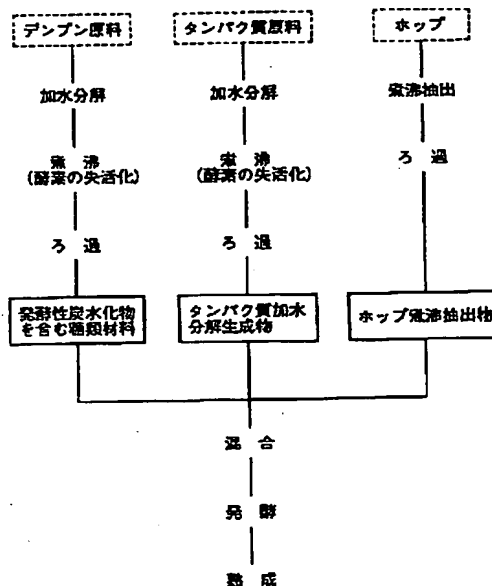 デンプン原料
タンパク質原料
ホップ
加水分解
加水分解
煮沸抽出
煮沸
(酵素の失活化)
煮沸
(酵素の失活化)
ろ過
ろ過
ろ過
発酵性炭水化物
を含む糖類材料
タンパク質加水
分解生成物
ホップ煮沸抽出物
混合
発酵
熟成